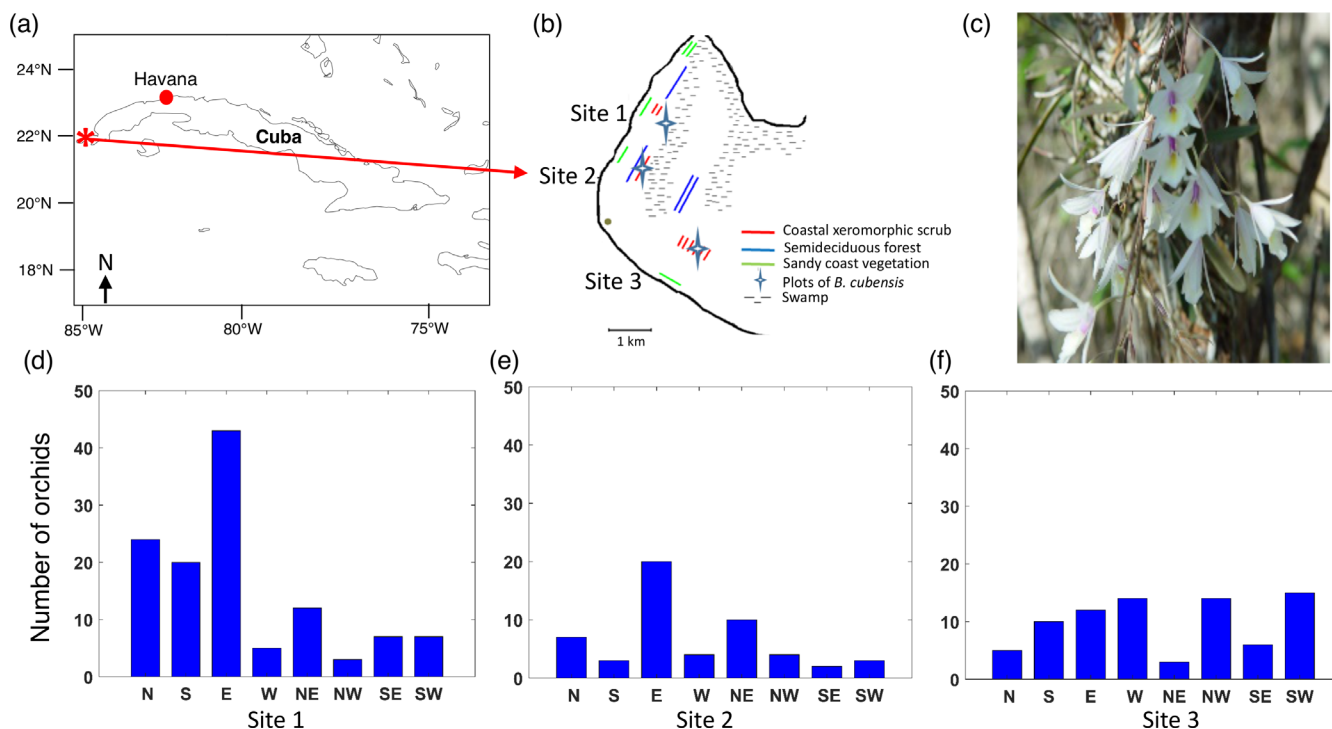 (a)
24°N
22°N
20°N
18°N
Havana
Cuba
N
85°W
80°W
75°W
(b)
Site 1
Site 2
Site 3
Coastal xeromorphic scrub
Semideciduous forest
Sandy coast vegetation
Plots of B. cubensis
Swamp
1 km
(c)
(d)
Number of orchids
50
40
30
20
10
0
N S E W NE NW SE SW
Site 1
(e)
50
40
30
20
10
0
N S E W NE NW SE SW
Site 2
(f)
50
40
30
20
10
0
N S E W NE NW SE SW
Site 3